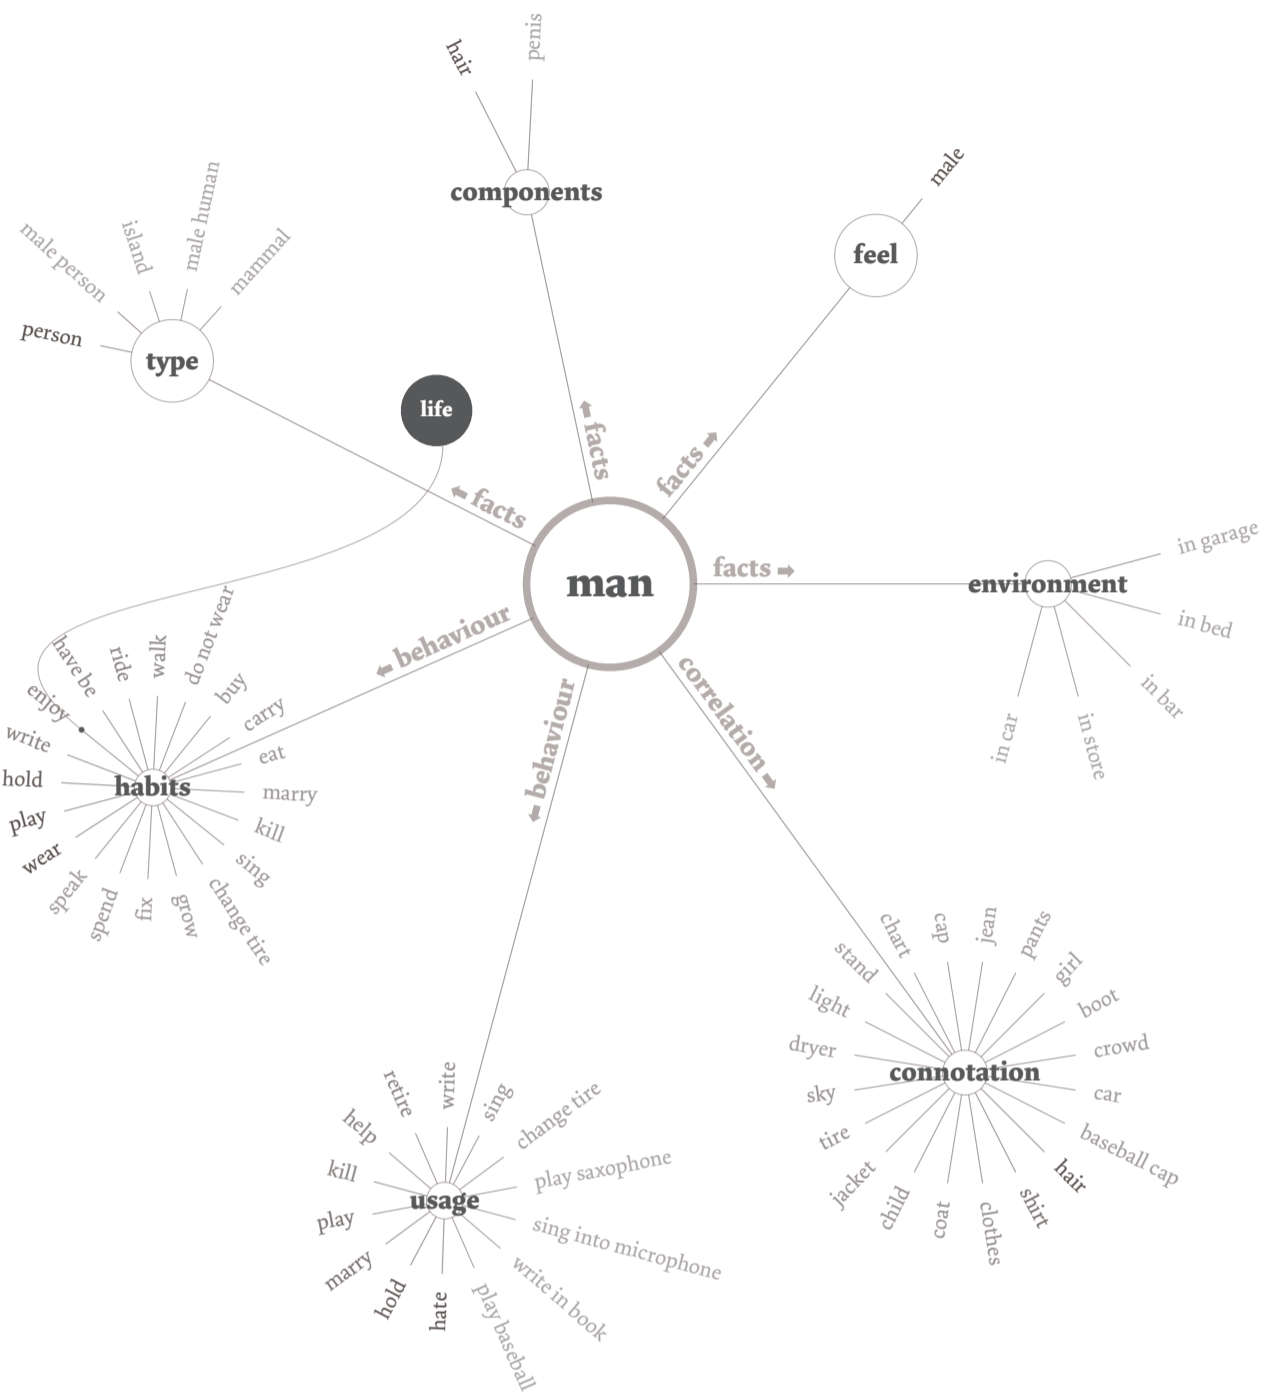 hair
penis
components
male
feel
male person
island
male human
mammal
person
type
life
facts
facts
facts
facts
man
environment
in garage
in bed
in bar
in store
in car
behaviour
behaviour
correlation
have be
ride
walk
do not wear
buy
carry
eat
marry
kill
sing
change tire
grow
fix
spend
speak
wear
play
hold
write
enjoy
habits
chart
cap
jean
pants
girl
boot
crowd
car
baseball cap
hair
shirt
clothes
coat
child
jacket
tire
sky
dryer
light
stand
connotation
retire
write
sing
change tire
play saxophone
sing into microphone
write in book
play baseball
hate
hold
marry
play
kill
help
usage